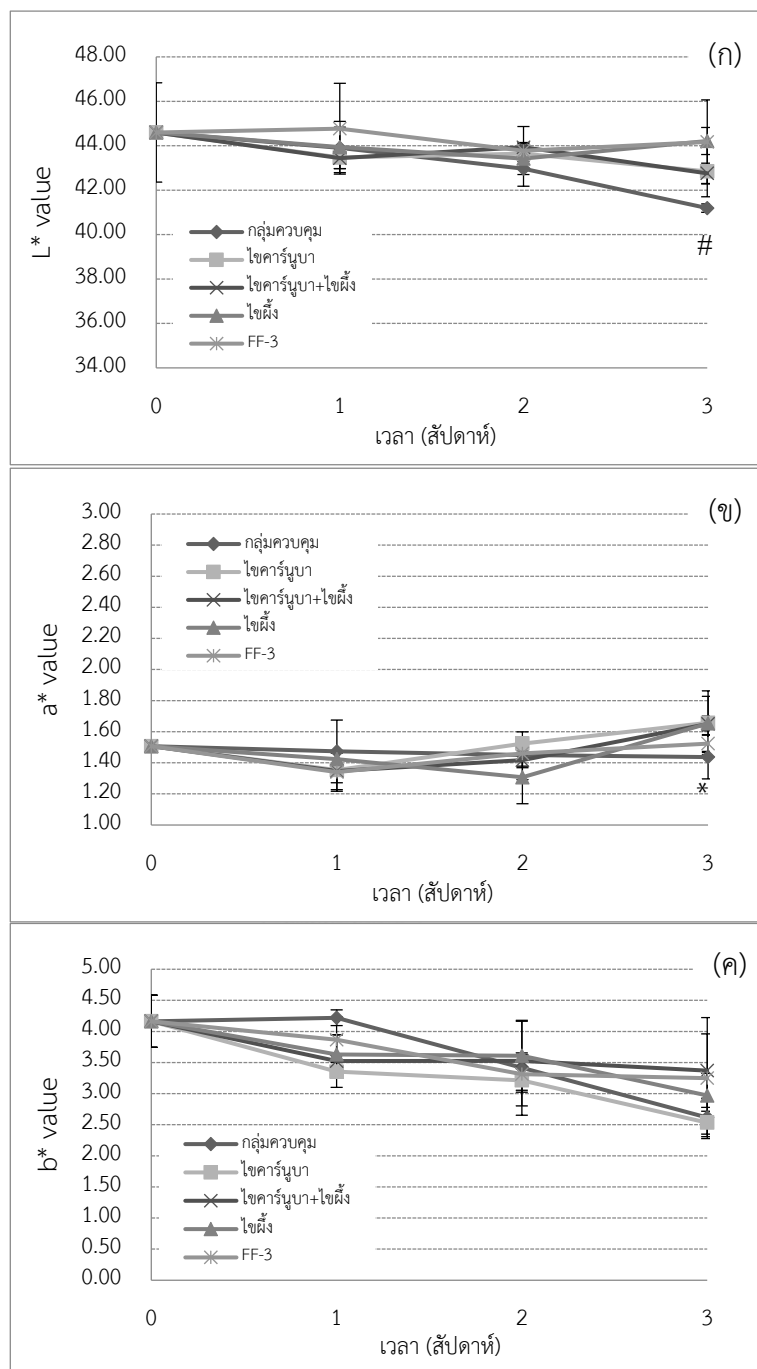 (ก)
48.00
46.00
44.00
42.00
40.00
38.00
36.00
34.00
L* value
กลุ่มควบคุม
ไขคาร์นูบา
ไขคาร์นูบา+ไขผึ้ง
ไขผึ้ง
FF-3
#
0 1 2 3
เวลา (สัปดาห์)
(ข)
3.00
2.80
2.60
2.40
2.20
2.00
1.80
1.60
1.40
1.20
1.00
a* value
กลุ่มควบคุม
ไขคาร์นูบา
ไขคาร์นูบา+ไขผึ้ง
ไขผึ้ง
FF-3
*
0 1 2 3
เวลา (สัปดาห์)
(ค)
5.00
4.50
4.00
3.50
3.00
2.50
2.00
1.50
1.00
0.50
0.00
b* value
กลุ่มควบคุม
ไขคาร์นูบา
ไขคาร์นูบา+ไขผึ้ง
ไขผึ้ง
FF-3
0 1 2 3
เวลา (สัปดาห์)